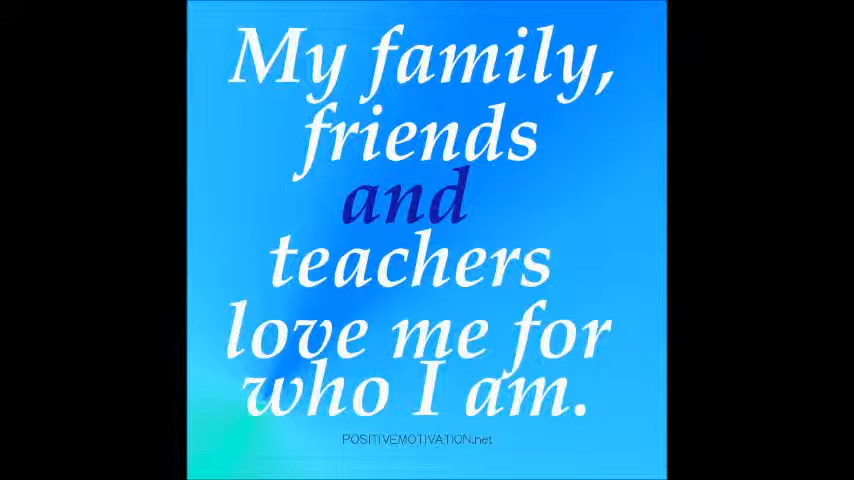 My family,
friends
and
teachers
love me for
who I am.
POSITIVEMOTIVATION.net